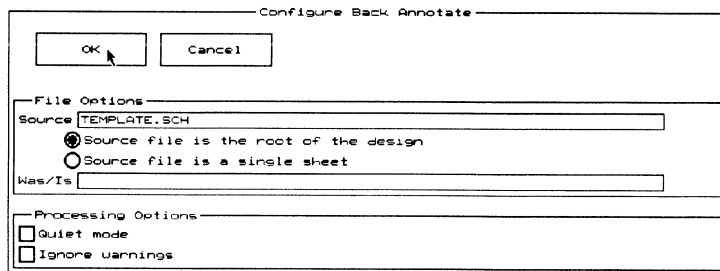 Configure Back Annotate
OK Cancel
File Options
Source TEMPLATE.SCH
Source file is the root of the design
Source file is a single sheet
Was/Is
Processing Options
Quiet mode
Ignore warnings